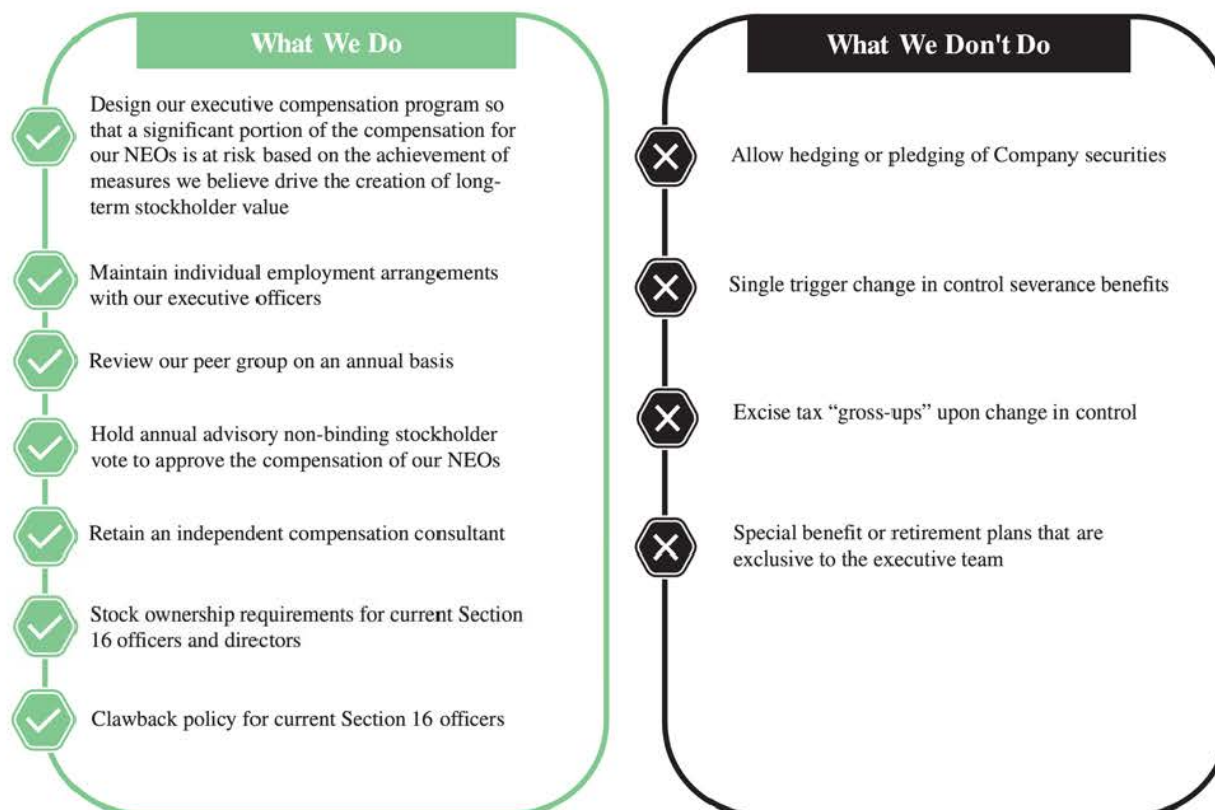 What We Do
Design our executive compensation program so
that a significant portion of the compensation for
our NEOs is at risk based on the achievement of
measures we believe drive the creation of long-
term stockholder value
Maintain individual employment arrangements
with our executive officers
Review our peer group on an annual basis
Hold annual advisory non-binding stockholder
vote to approve the compensation of our NEOs
Retain an independent compensation consultant
Stock ownership requirements for current Section
16 officers and directors
Clawback policy for current Section 16 officers
What We Don't Do
Allow hedging or pledging of Company securities
Single trigger change in control severance benefits
Excise tax “gross-ups” upon change in control
Special benefit or retirement plans that are
exclusive to the executive team